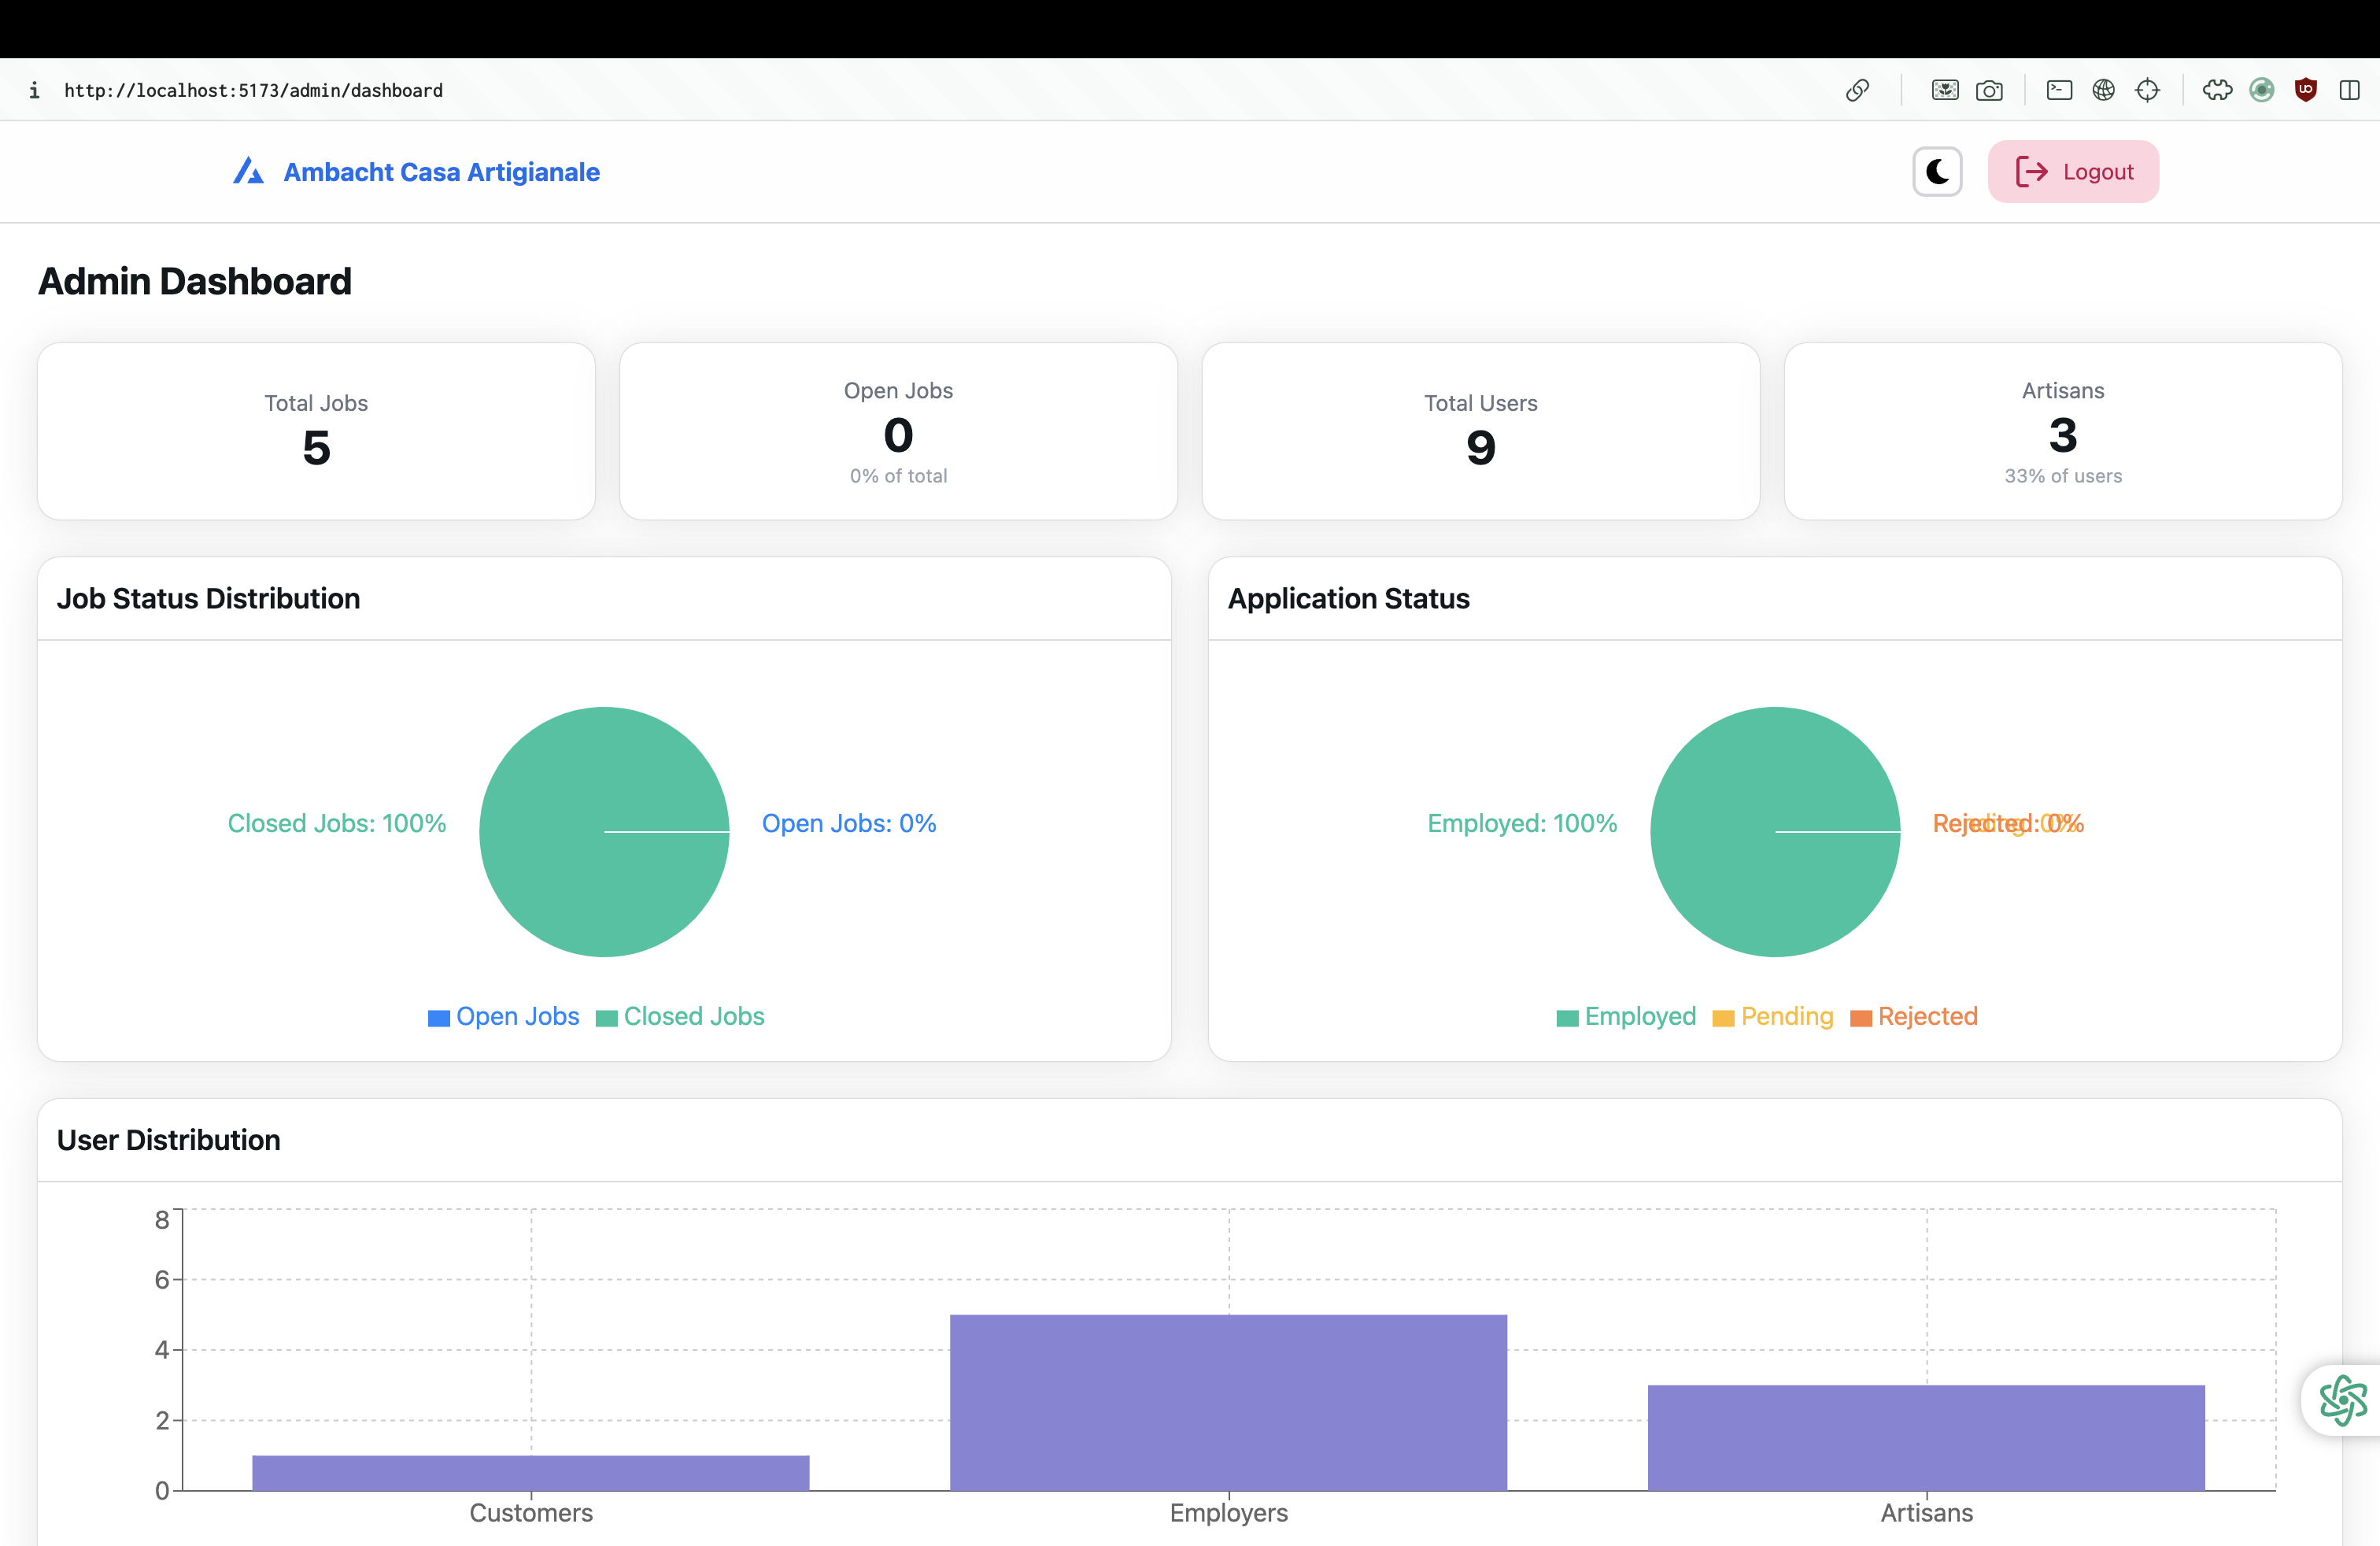 http://localhost:5173/admin/dashboard
Ambacht Casa Artigianale
Logout
Admin Dashboard
Total Jobs
5
Open Jobs
0
0% of total
Total Users
9
Artisans
3
33% of users
Job Status Distribution
Closed Jobs: 100%
Open Jobs: 0%
Open Jobs
Closed Jobs
Application Status
Employed: 100%
Rejected: 0%
Pending: 0%
Employed
Pending
Rejected
User Distribution
8
6
4
2
0
Customers
Employers
Artisans